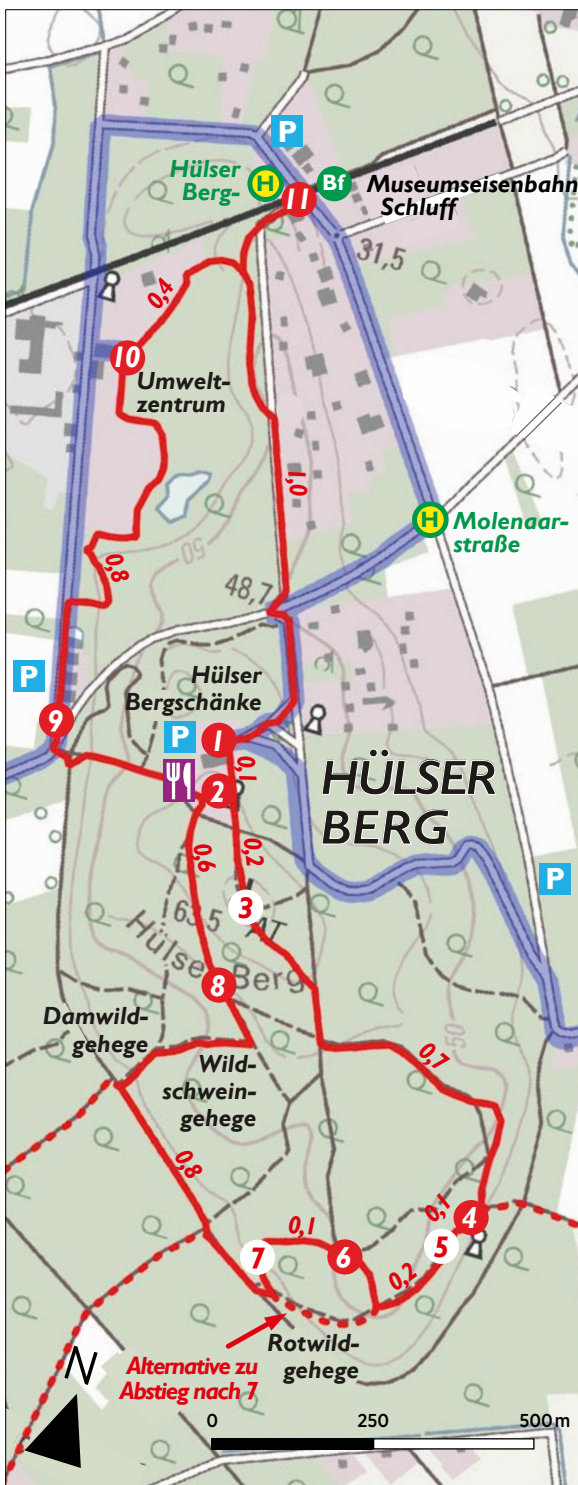 P
Hülser
Berg-
H
Bf
Museumseisenbahn
Schluff
11
31,5
0,4
10
Umwelt-
zentrum
1,0
H
Molenaar-
straße
50
0,8
48,7
P
9
Hülser
Bergschänke
P
1
0,1
2
HÜLSER
BERG
0,6
0,2
P
3
63,5
AT
Hülser Berg
8
50
Damwild-
gehege
Wild-
schwein-
gehege
0,7
0,8
0,1
4
5
0,1
7
6
0,2
Rotwild-
gehege
Alternative zu
Abstieg nach 7
N
0
250
500 m